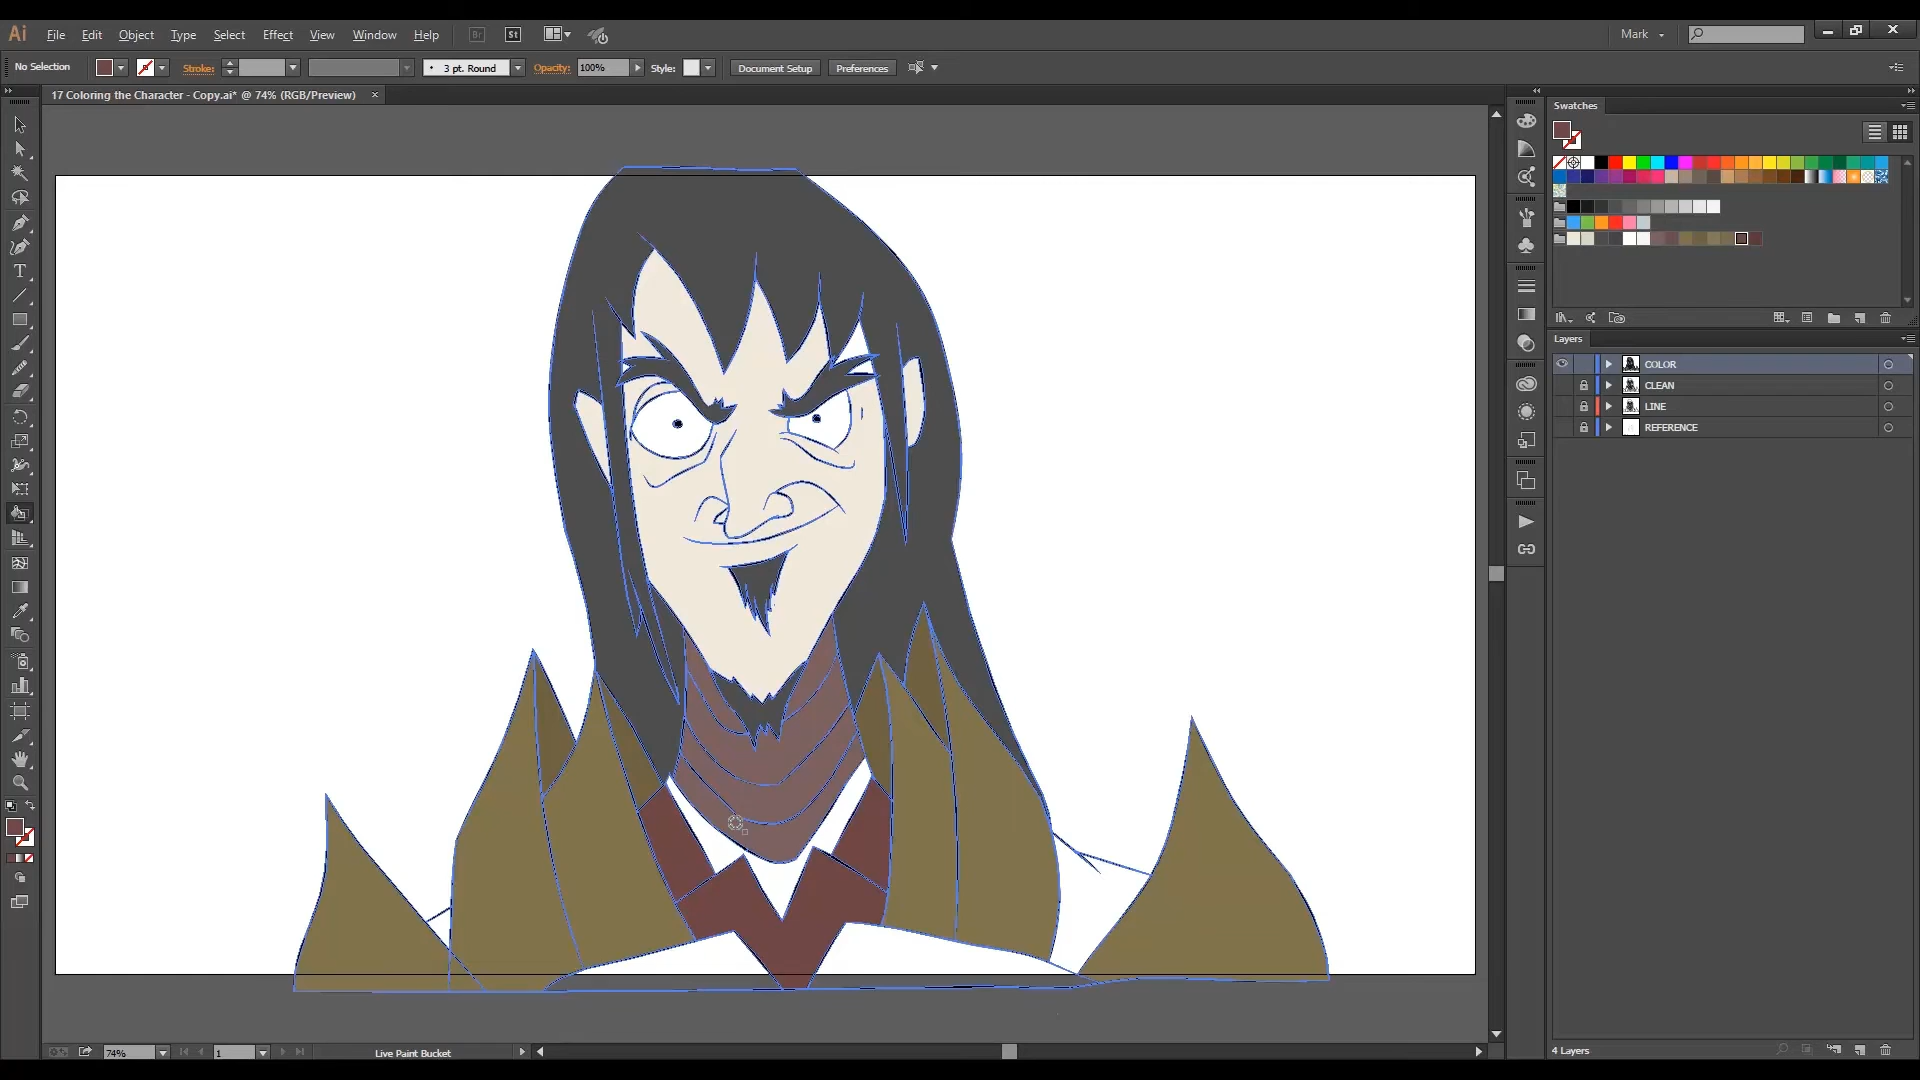 Ai File Edit Object Type Select Effect View Window Help Br St Mark
No Selection Stroke: 3 pt. Round Opacity: 100% Style: Document Setup Preferences
17 Coloring the Character - Copy.ai* @ 74% (RGB/Preview)
Swatches
Layers
COLOR
CLEAN
LINE
REFERENCE
74% 1 Live Paint Bucket
4 Layers